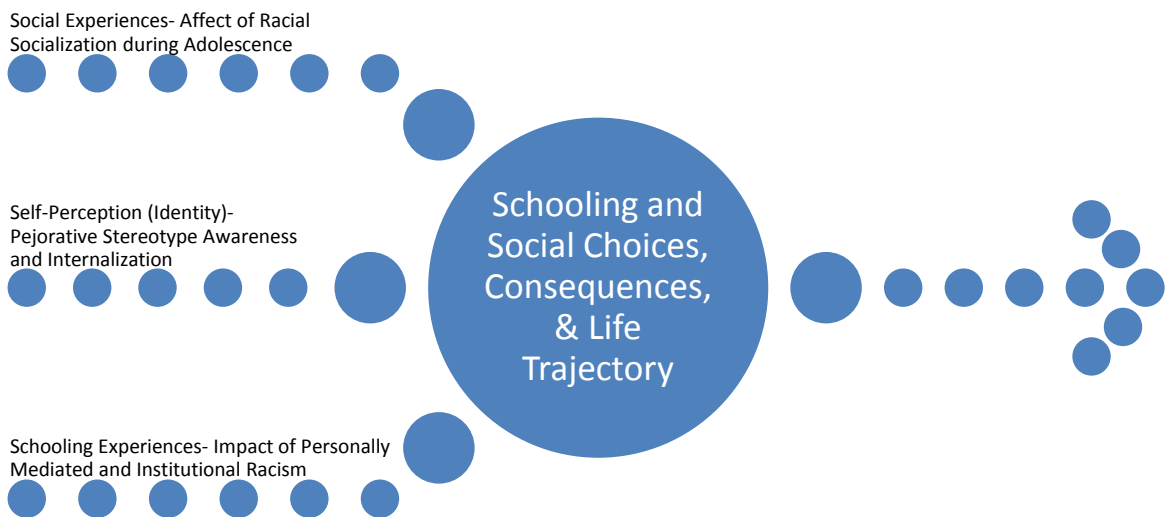 Social Experiences- Affect of Racial
Socialization during Adolescence
Self-Perception (Identity)-
Pejorative Stereotype Awareness
and Internalization
Schooling Experiences- Impact of Personally
Mediated and Institutional Racism
Schooling and
Social Choices,
Consequences,
& Life
Trajectory